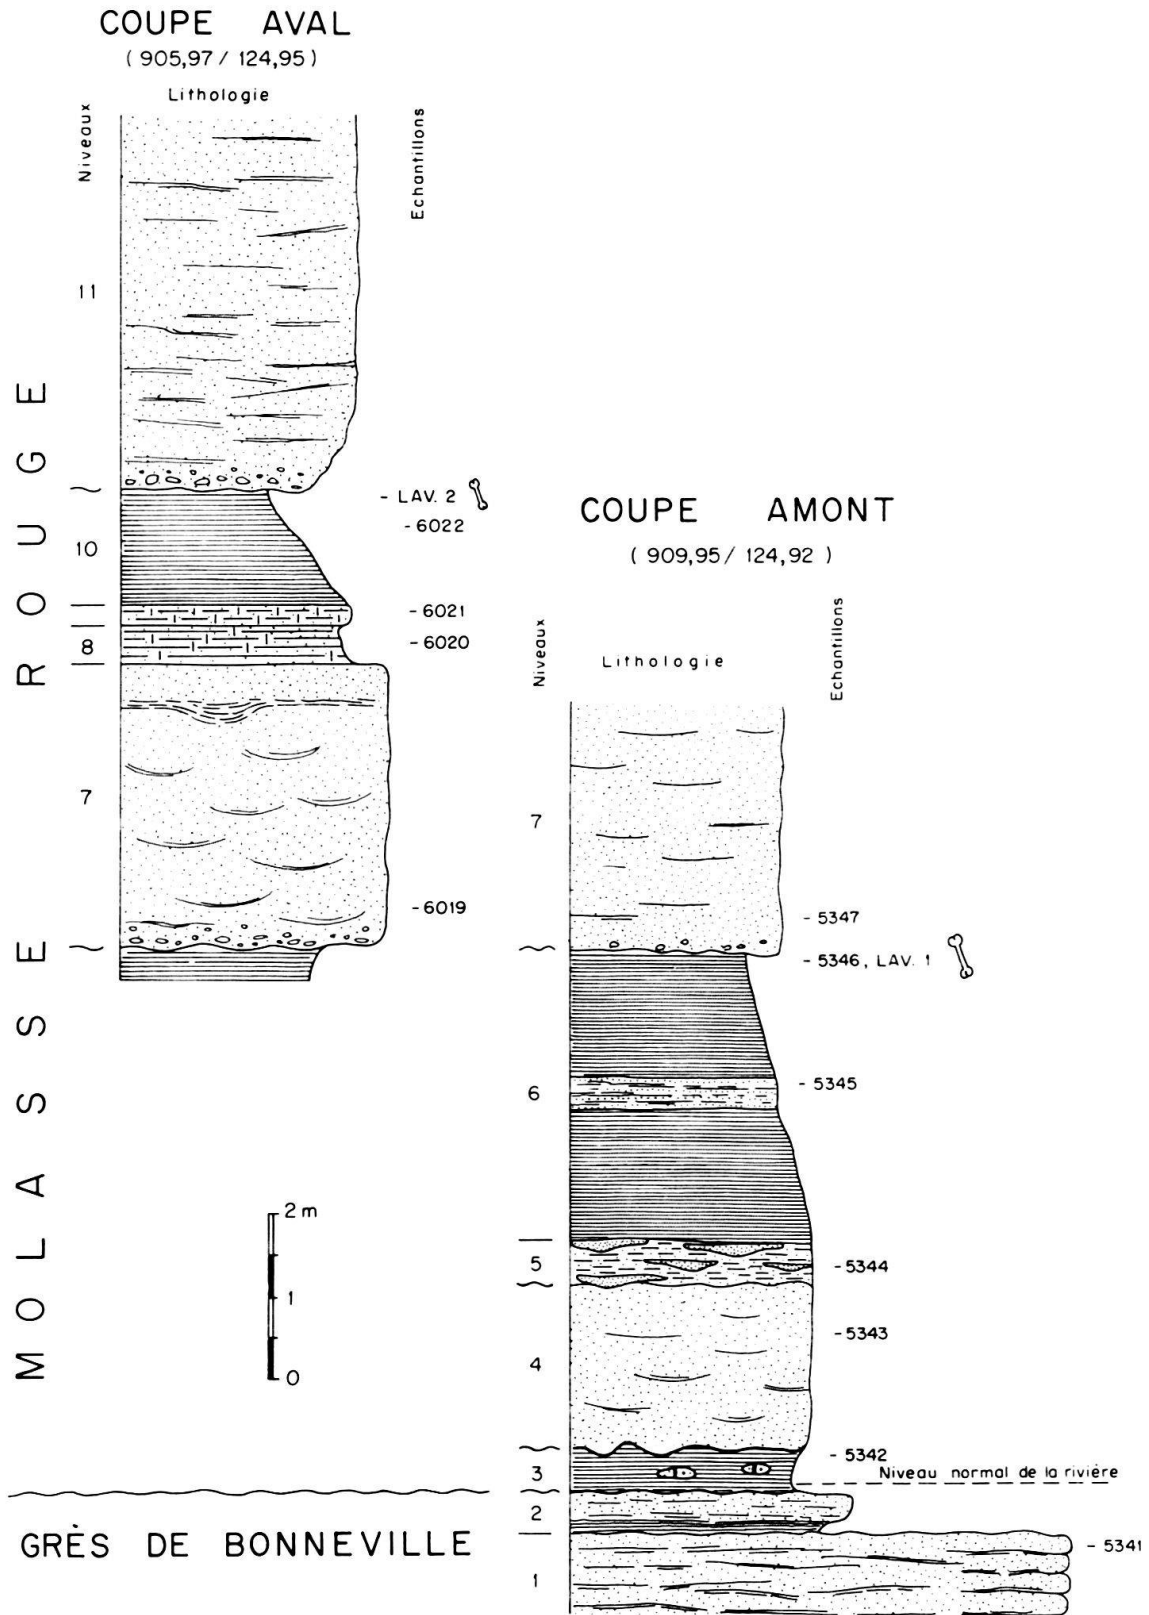 COUPE AVAL
( 905,97 / 124,95 )
Niveaux
Lithologie
Echantillons
11
- LAV. 2
- 6022
10
- 6021
8
- 6020
7
- 6019
MOLASSE ROUGE
2 m
1
0
COUPE AMONT
( 909,95 / 124,92 )
Niveaux
Lithologie
Echantillons
7
- 5347
- 5346, LAV. 1
6
- 5345
5
- 5344
4
- 5343
- 5342
3
Niveau normal de la rivière
2
- 5341
1
GRÈS DE BONNEVILLE